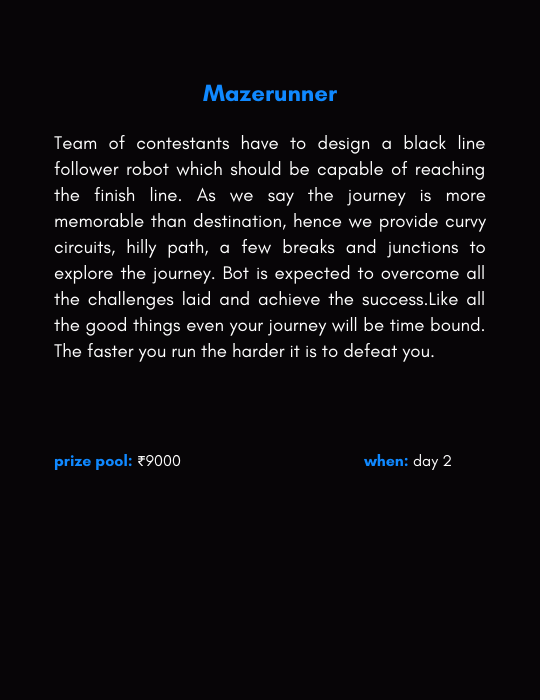 Mazerunner
Team of contestants have to design a black line
follower robot which should be capable of reaching
the finish line. As we say the journey is more
memorable than destination, hence we provide curvy
circuits, hilly path, a few breaks and junctions to
explore the journey. Bot is expected to overcome all
the challenges laid and achieve the success.Like all
the good things even your journey will be time bound.
The faster you run the harder it is to defeat you.
prize pool: ₹9000 when: day 2